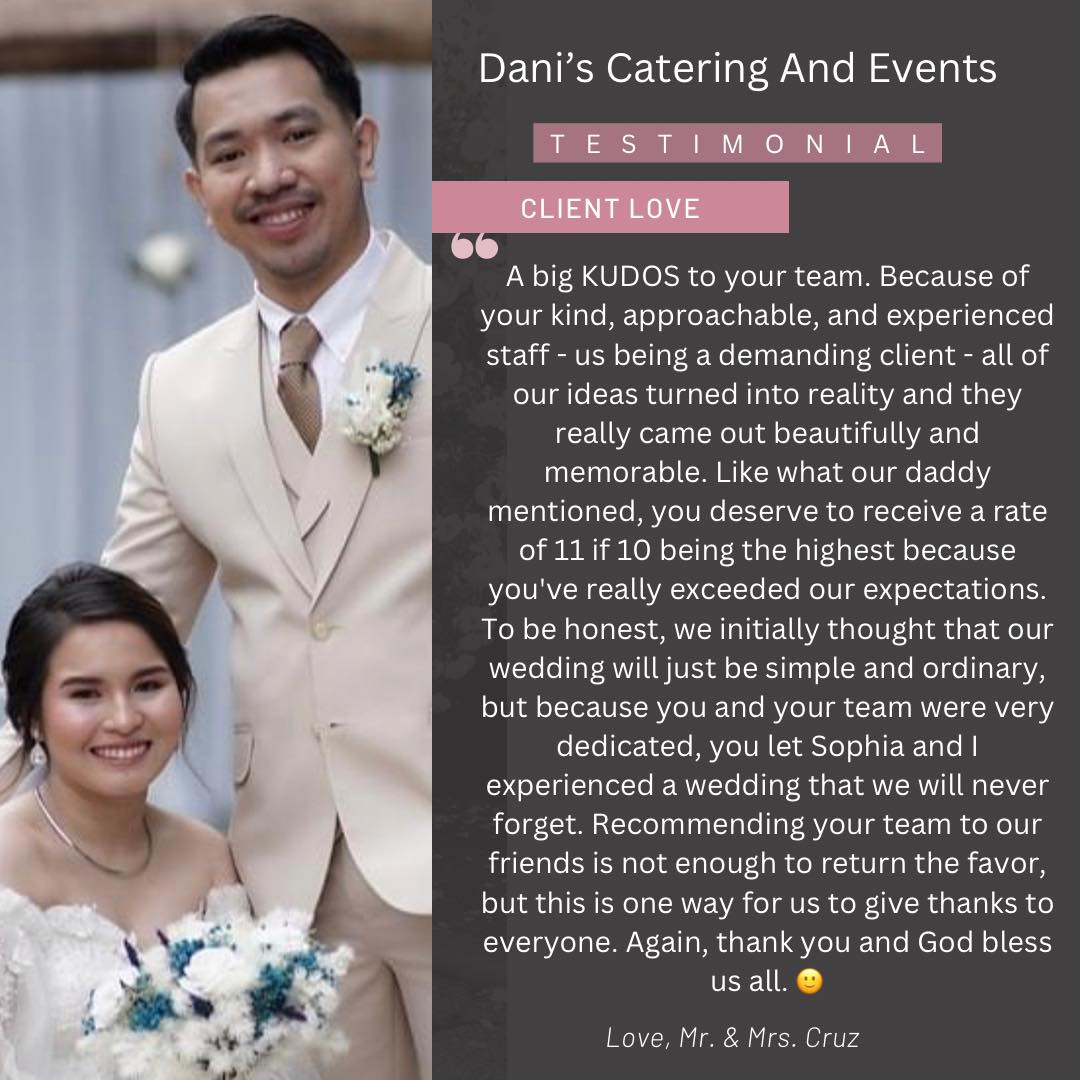 Dani’s Catering And Events
TESTIMONIAL
CLIENT LOVE
“
A big KUDOS to your team. Because of
your kind, approachable, and experienced
staff - us being a demanding client - all of
our ideas turned into reality and they
really came out beautifully and
memorable. Like what our daddy
mentioned, you deserve to receive a rate
of 11 if 10 being the highest because
you've really exceeded our expectations.
To be honest, we initially thought that our
wedding will just be simple and ordinary,
but because you and your team were very
dedicated, you let Sophia and I
experienced a wedding that we will never
forget. Recommending your team to our
friends is not enough to return the favor,
but this is one way for us to give thanks to
everyone. Again, thank you and God bless
us all. 🙂
Love, Mr. & Mrs. Cruz